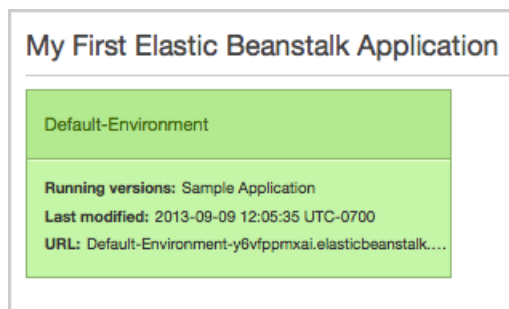 My First Elastic Beanstalk Application
Default-Environment
Running versions: Sample Application
Last modified: 2013-09-09 12:05:35 UTC-0700
URL: Default-Environment-y6vfppmxai.elasticbeanstalk....